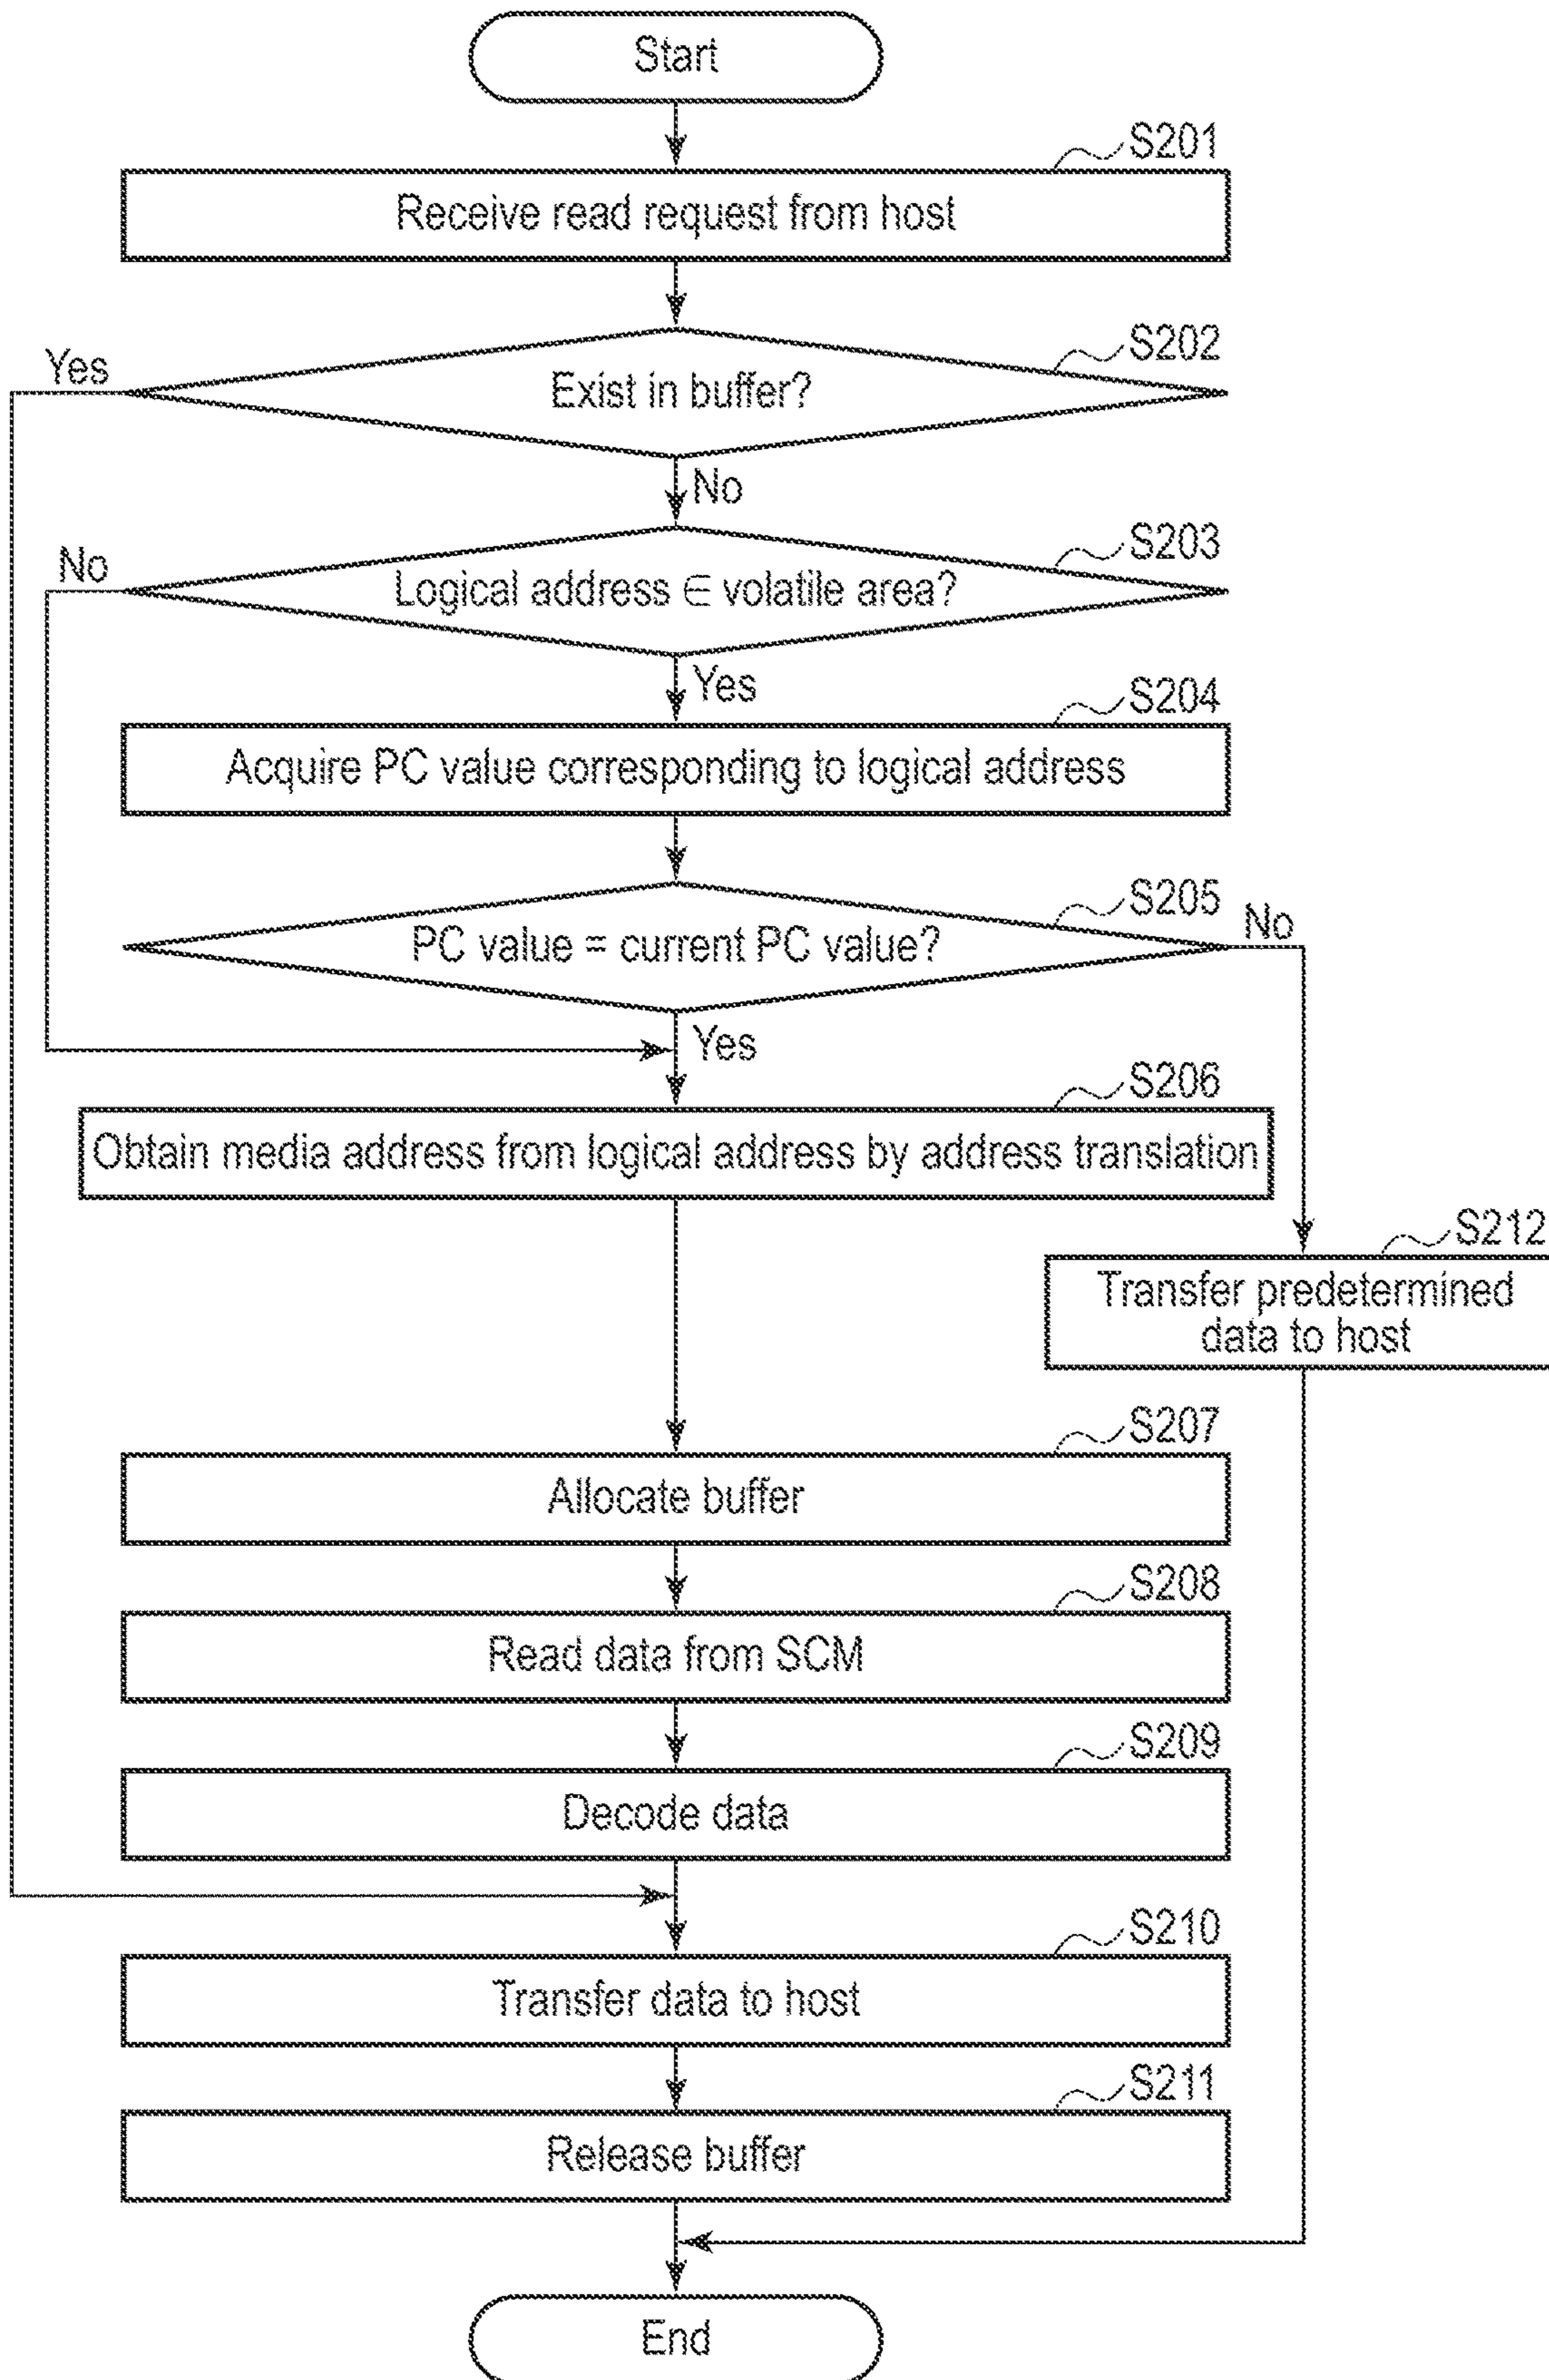 Start
S201
Receive read request from host
S202
Yes
Exist in buffer?
No
S203
No
Logical address ∈ volatile area?
Yes
S204
Acquire PC value corresponding to logical address
S205
No
PC value = current PC value?
Yes
S206
Obtain media address from logical address by address translation
S212
Transfer predetermined
data to host
S207
Allocate buffer
S208
Read data from SCM
S209
Decode data
S210
Transfer data to host
S211
Release buffer
End